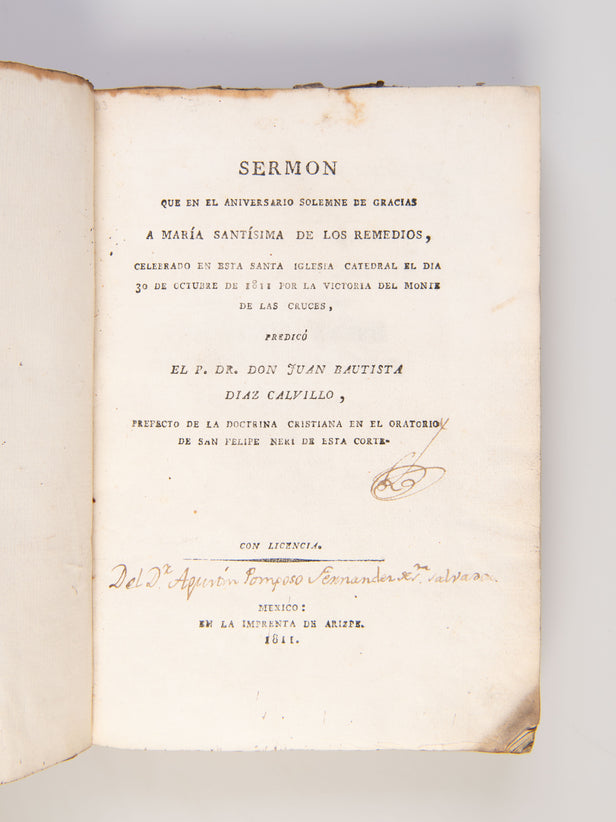 SERMON
QUE EN EL ANIVERSARIO SOLEMNE DE GRACIAS
A MARÍA SANTÍSIMA DE LOS REMEDIOS,
CELEBRADO EN ESTA SANTA IGLESIA CATEDRAL EL DIA
30 DE OCTUBRE DE 1811 POR LA VICTORIA DEL MONTE
DE LAS CRUCES,
PREDICÓ
EL P. DR. DON JUAN BAUTISTA
DIAZ CALVILLO,
PREFECTO DE LA DOCTRINA CRISTIANA EN EL ORATORIO
DE SAN FELIPE NERI DE ESTA CORTE.
CON LICENCIA.
Del Dr. Agustín Pomposo Fernandez Sn. Salvador.
MEXICO:
EN LA IMPRENTA DE ARIZPE.
1811.